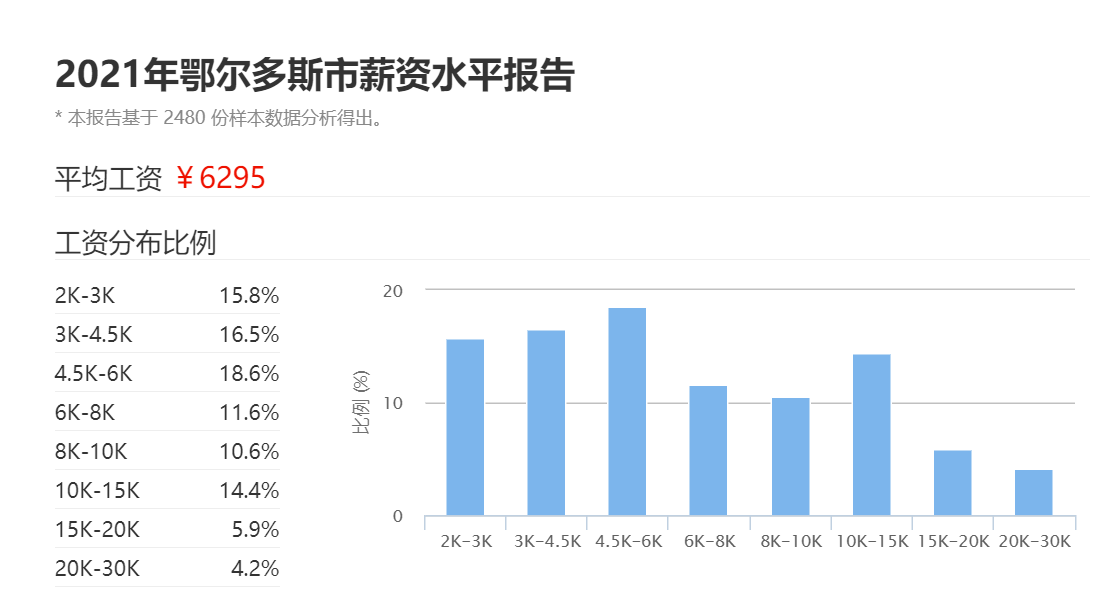 2021年鄂尔多斯市薪资水平报告
* 本报告基于 2480 份样本数据分析得出。
平均工资 ￥6295
工资分布比例
2K-3K 15.8%
3K-4.5K 16.5%
4.5K-6K 18.6%
6K-8K 11.6%
8K-10K 10.6%
10K-15K 14.4%
15K-20K 5.9%
20K-30K 4.2%
比例 (%)
20
10
0
2K-3K 3K-4.5K 4.5K-6K 6K-8K 8K-10K 10K-15K 15K-20K 20K-30K